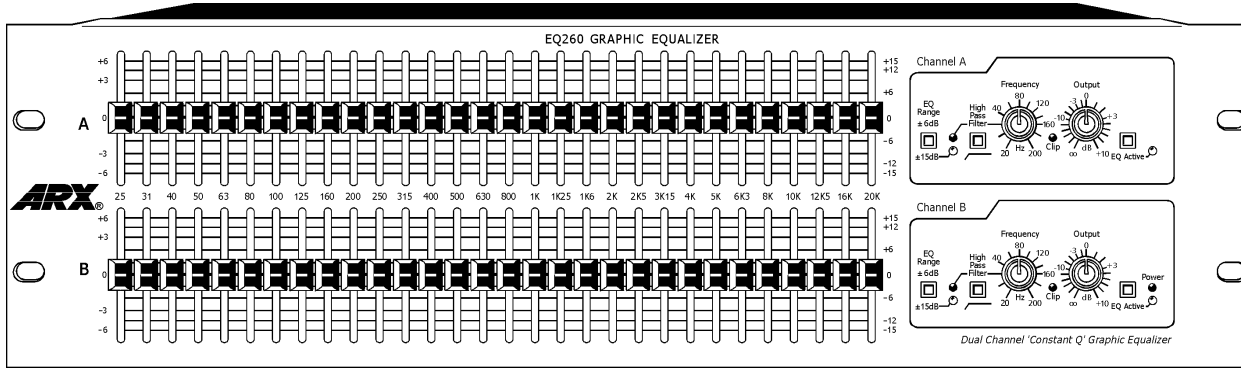 EQ260 GRAPHIC EQUALIZER
A
+6
+3
0
−3
−6
+15
+12
+6
0
−6
−12
−15
Channel A
EQ Range
±6dB
±15dB
High Pass Filter
Frequency
20 40 80 120 160 200
Hz
Clip
Output
∞ -10 -3 0 +3 +10
dB
EQ Active
ARX®
25 31 40 50 63 80 100 125 160 200 250 315 400 500 630 800 1K 1K25 1K6 2K 2K5 3K15 4K 5K 6K3 8K 10K 12K5 16K 20K
B
+6
+3
0
−3
−6
+15
+12
+6
0
−6
−12
−15
Channel B
EQ Range
±6dB
±15dB
High Pass Filter
Frequency
20 40 80 120 160 200
Hz
Clip
Output
∞ -10 -3 0 +3 +10
dB
Power
EQ Active
Dual Channel 'Constant Q' Graphic Equalizer